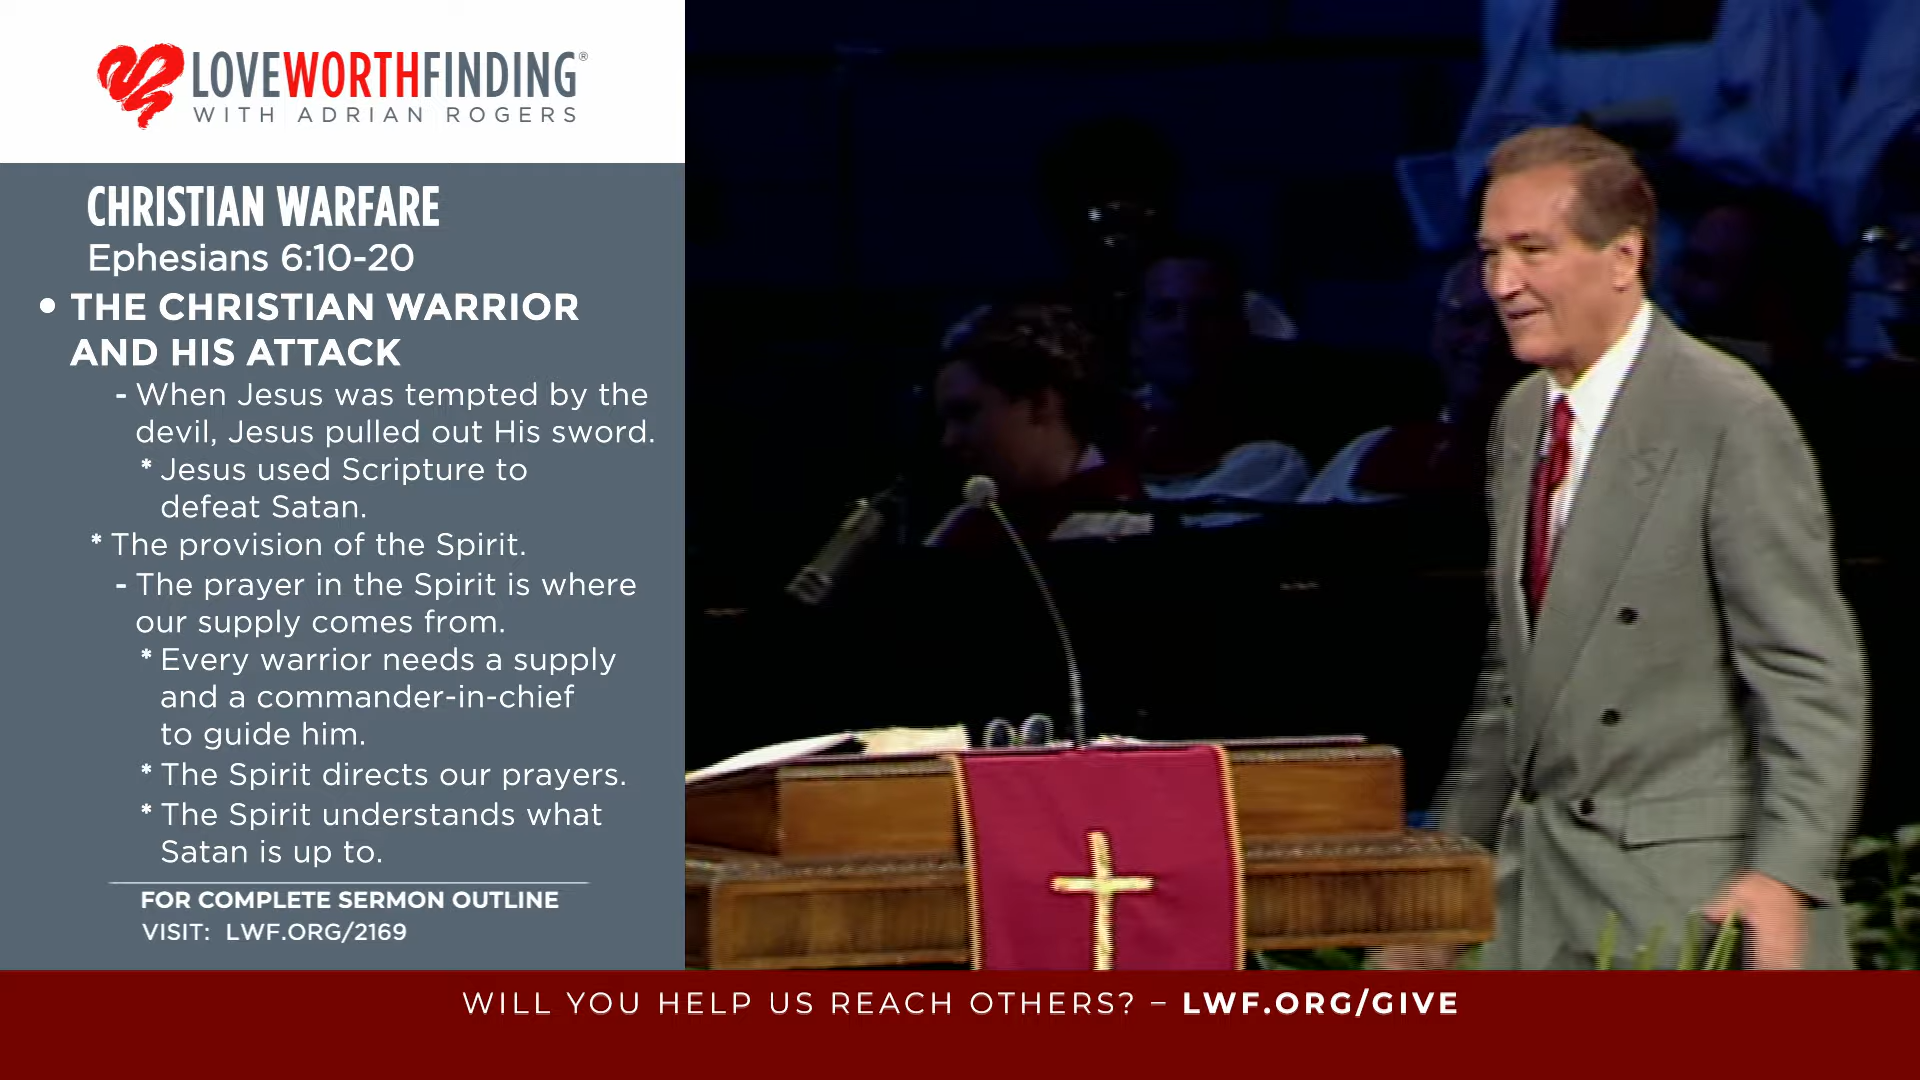 LOVEWORTHFINDING®
WITH ADRIAN ROGERS
CHRISTIAN WARFARE
Ephesians 6:10-20
• THE CHRISTIAN WARRIOR
AND HIS ATTACK
- When Jesus was tempted by the
devil, Jesus pulled out His sword.
* Jesus used Scripture to
defeat Satan.
* The provision of the Spirit.
- The prayer in the Spirit is where
our supply comes from.
* Every warrior needs a supply
and a commander-in-chief
to guide him.
* The Spirit directs our prayers.
* The Spirit understands what
Satan is up to.
FOR COMPLETE SERMON OUTLINE
VISIT: LWF.ORG/2169
WILL YOU HELP US REACH OTHERS? – LWF.ORG/GIVE